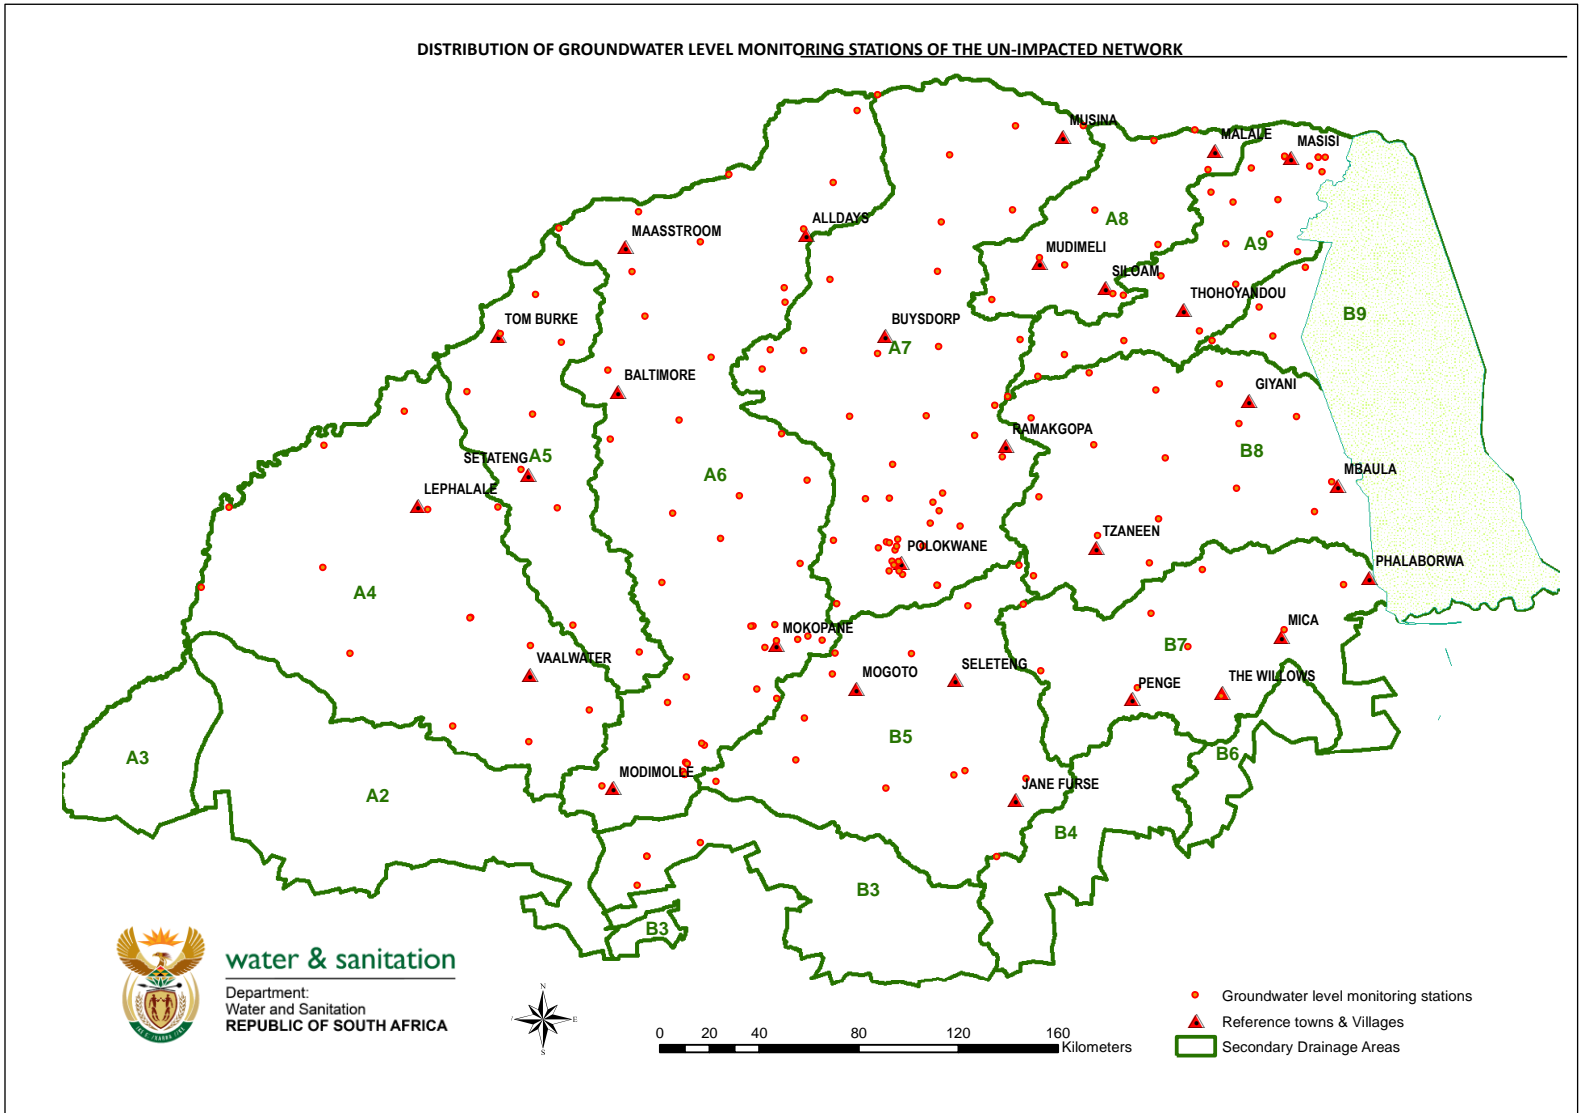 DISTRIBUTION OF GROUNDWATER LEVEL MONITORING STATIONS OF THE UN-IMPACTED NETWORK
MUSINA
MALALE
MASISI
ALLDAYS
A8
MAASSTROOM
MUDIMELI
A9
SILOAM
THOHOYANDOU
TOM BURKE
BUYSDORP
B9
A7
BALTIMORE
GIYANI
RAMAKGOPA
SETATENG
A5
B8
MBAULA
A6
LEPHALALE
TZANEEN
POLOKWANE
PHALABORWA
A4
MOKOPANE
MICA
B7
VAALWATER
MOGOTO
SELETENG
PENGE
THE WILLOWS
B5
A3
B6
MODIMOLLE
JANE FURSE
A2
B4
B3
B3
water & sanitation
Department:
Water and Sanitation
REPUBLIC OF SOUTH AFRICA
N
E
S
0 20 40 80 120 160
Kilometers
Groundwater level monitoring stations
Reference towns & Villages
Secondary Drainage Areas